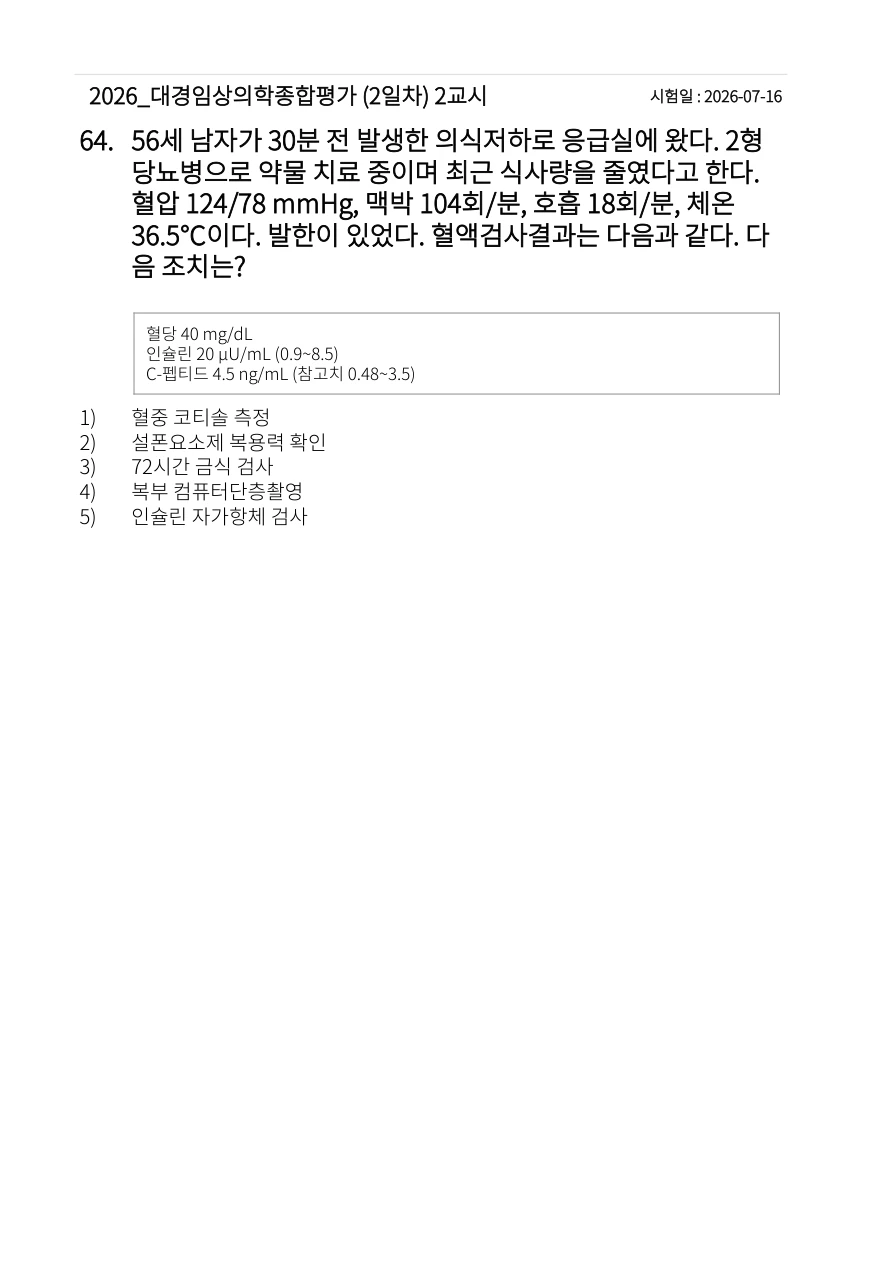 2026_대경임상의학종합평가 (2일차) 2교시
시험일 : 2026-07-16
64. 56세 남자가 30분 전 발생한 의식저하로 응급실에 왔다. 2형
당뇨병으로 약물 치료 중이며 최근 식사량을 줄였다고 한다.
혈압 124/78 mmHg, 맥박 104회/분, 호흡 18회/분, 체온
36.5℃이다. 발한이 있었다. 혈액검사결과는 다음과 같다. 다
음 조치는?
혈당 40 mg/dL
인슐린 20 μU/mL (0.9~8.5)
C-펩티드 4.5 ng/mL (참고치 0.48~3.5)
1) 혈중 코티솔 측정
2) 설폰요소제 복용력 확인
3) 72시간 금식 검사
4) 복부 컴퓨터단층촬영
5) 인슐린 자가항체 검사